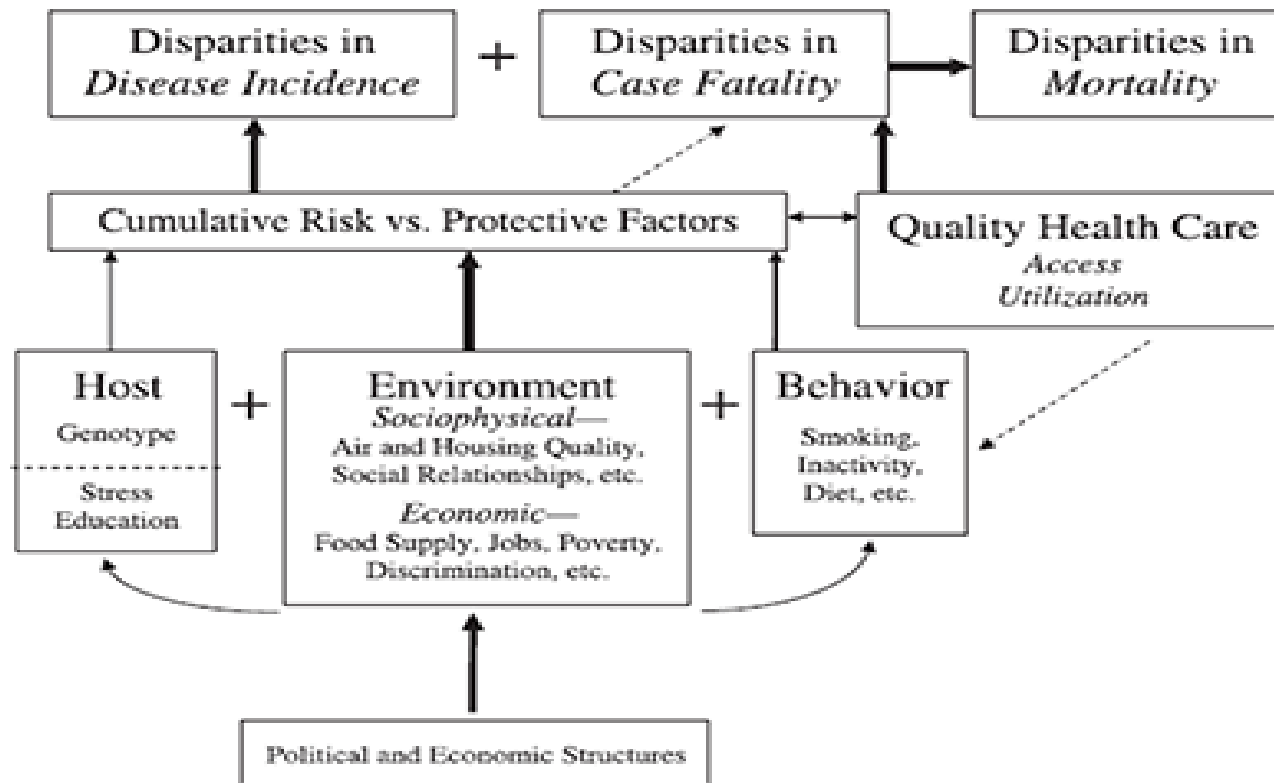 Disparities in
Disease Incidence
+
Disparities in
Case Fatality
Disparities in
Mortality
Cumulative Risk vs. Protective Factors
Quality Health Care
Access
Utilization
Host
Genotype
Stress
Education
+
Environment
Sociophysical—
Air and Housing Quality,
Social Relationships, etc.
Economic—
Food Supply, Jobs, Poverty,
Discrimination, etc.
+
Behavior
Smoking,
Inactivity,
Diet, etc.
Political and Economic Structures